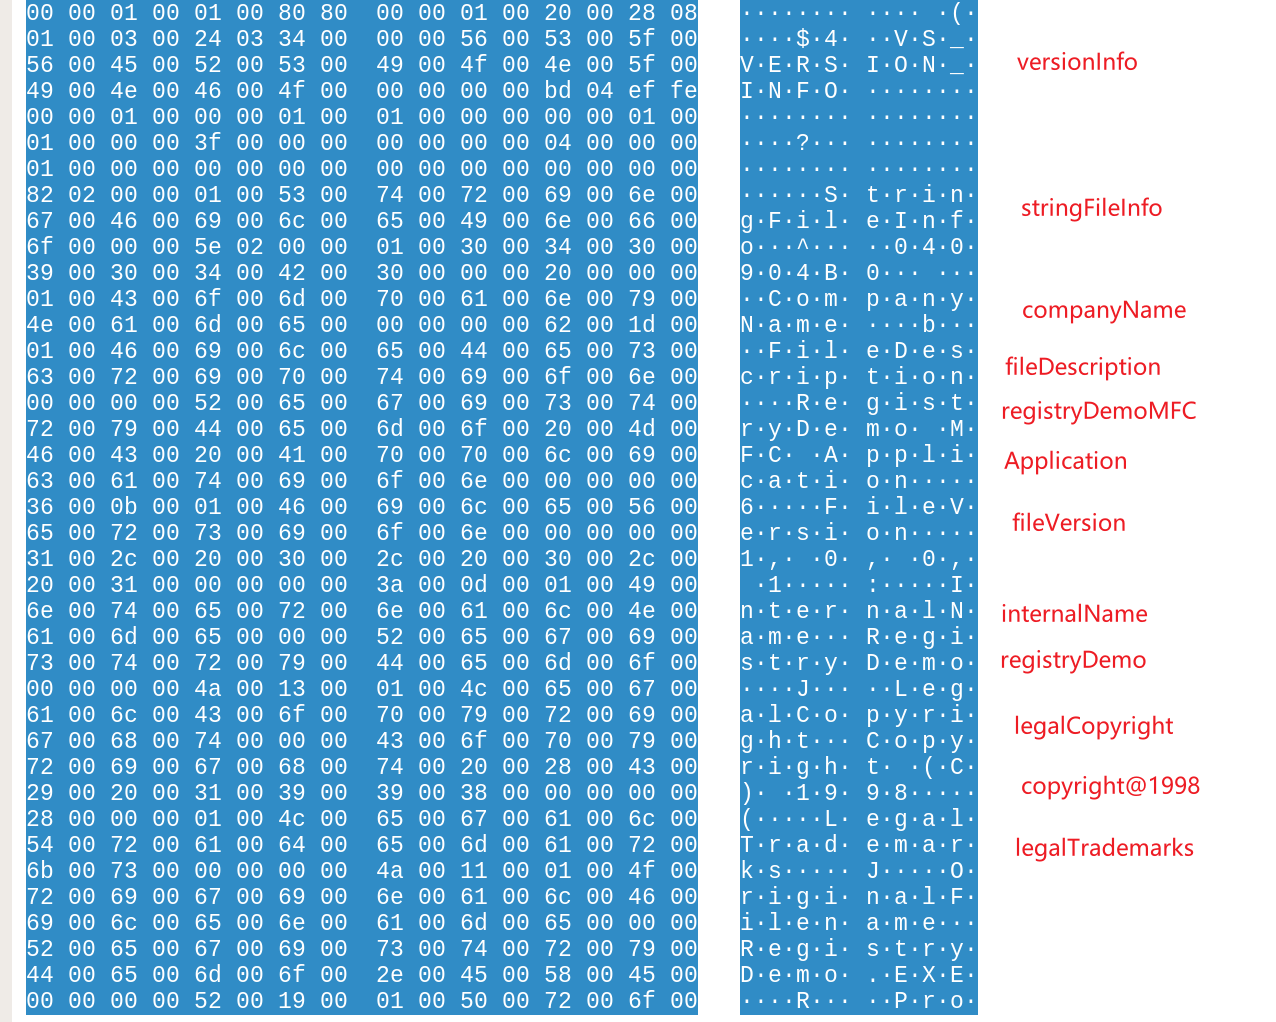 00 00 01 00 01 00 80 80 00 00 01 00 20 00 28 08 ········ ···· ·(·
01 00 03 00 24 03 34 00 00 00 56 00 53 00 5f 00 ····$·4· ··V·S·_·
56 00 45 00 52 00 53 00 49 00 4f 00 4e 00 5f 00 V·E·R·S· I·O·N·_· versionInfo
49 00 4e 00 46 00 4f 00 00 00 00 00 bd 04 ef fe I·N·F·O· ········
00 00 01 00 00 00 01 00 01 00 00 00 00 00 01 00 ········ ········
01 00 00 00 3f 00 00 00 00 00 00 00 04 00 00 00 ····?··· ········
01 00 00 00 00 00 00 00 00 00 00 00 00 00 00 00 ········ ········
82 02 00 00 01 00 53 00 74 00 72 00 69 00 6e 00 ······S· t·r·i·n· stringFileInfo
67 00 46 00 69 00 6c 00 65 00 49 00 6e 00 66 00 g·F·i·l· e·I·n·f·
6f 00 00 00 5e 02 00 00 01 00 30 00 34 00 30 00 o···^··· ··0·4·0·
39 00 30 00 34 00 42 00 30 00 00 00 20 00 00 00 9·0·4·B· 0··· ···
01 00 43 00 6f 00 6d 00 70 00 61 00 6e 00 79 00 ··C·o·m· p·a·n·y· companyName
4e 00 61 00 6d 00 65 00 00 00 00 00 62 00 1d 00 N·a·m·e· ····b···
01 00 46 00 69 00 6c 00 65 00 44 00 65 00 73 00 ··F·i·l· e·D·e·s· fileDescription
63 00 72 00 69 00 70 00 74 00 69 00 6f 00 6e 00 c·r·i·p· t·i·o·n·
00 00 00 00 52 00 65 00 67 00 69 00 73 00 74 00 ····R·e· g·i·s·t· registryDemoMFC
72 00 79 00 44 00 65 00 6d 00 6f 00 20 00 4d 00 r·y·D·e· m·o· ·M·
46 00 43 00 20 00 41 00 70 00 70 00 6c 00 69 00 F·C· ·A· p·p·l·i· Application
63 00 61 00 74 00 69 00 6f 00 6e 00 00 00 00 00 c·a·t·i· o·n·····
36 00 0b 00 01 00 46 00 69 00 6c 00 65 00 56 00 6·····F· i·l·e·V· fileVersion
65 00 72 00 73 00 69 00 6f 00 6e 00 00 00 00 00 e·r·s·i· o·n·····
31 00 2c 00 20 00 30 00 2c 00 20 00 30 00 2c 00 1·,· ·0· ,· ·0·,·
20 00 31 00 00 00 00 00 3a 00 0d 00 01 00 49 00 ·1····· :·····I·
6e 00 74 00 65 00 72 00 6e 00 61 00 6c 00 4e 00 n·t·e·r· n·a·l·N· internalName
61 00 6d 00 65 00 00 00 52 00 65 00 67 00 69 00 a·m·e··· R·e·g·i·
73 00 74 00 72 00 79 00 44 00 65 00 6d 00 6f 00 s·t·r·y· D·e·m·o· registryDemo
00 00 00 00 4a 00 13 00 01 00 4c 00 65 00 67 00 ····J··· ··L·e·g·
61 00 6c 00 43 00 6f 00 70 00 79 00 72 00 69 00 a·l·C·o· p·y·r·i· legalCopyright
67 00 68 00 74 00 00 00 43 00 6f 00 70 00 79 00 g·h·t··· C·o·p·y·
72 00 69 00 67 00 68 00 74 00 20 00 28 00 43 00 r·i·g·h· t· ·(·C·
29 00 20 00 31 00 39 00 39 00 38 00 00 00 00 00 )· ·1·9· 9·8····· copyright@1998
28 00 00 00 01 00 4c 00 65 00 67 00 61 00 6c 00 (·····L· e·g·a·l·
54 00 72 00 61 00 64 00 65 00 6d 00 61 00 72 00 T·r·a·d· e·m·a·r· legalTrademarks
6b 00 73 00 00 00 00 00 4a 00 11 00 01 00 4f 00 k·s····· J·····O·
72 00 69 00 67 00 69 00 6e 00 61 00 6c 00 46 00 r·i·g·i· n·a·l·F·
69 00 6c 00 65 00 6e 00 61 00 6d 00 65 00 00 00 i·l·e·n· a·m·e···
52 00 65 00 67 00 69 00 73 00 74 00 72 00 79 00 R·e·g·i· s·t·r·y·
44 00 65 00 6d 00 6f 00 2e 00 45 00 58 00 45 00 D·e·m·o· .·E·X·E·
00 00 00 00 52 00 19 00 01 00 50 00 72 00 6f 00 ····R··· ··P·r·o·